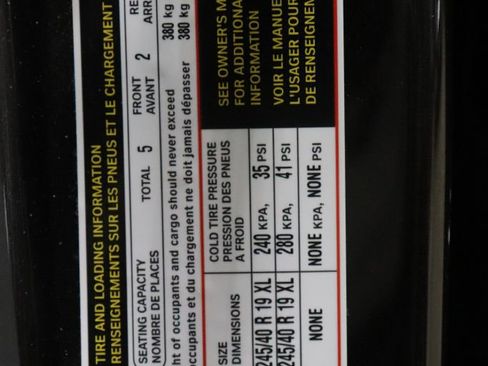 TIRE AND LOADING INFORMATION
RENSEIGNEMENTS SUR LES PNEUS ET LE CHARGEMENT
SEATING CAPACITY
NOMBRE DE PLACES
TOTAL 5
FRONT
AVANT 2
RE
ARR
ht of occupants and cargo should never exceed 380 kg
occupants et du chargement ne doit jamais dépasser 380 kg
SIZE
DIMENSIONS
COLD TIRE PRESSURE
PRESSION DES PNEUS
A FROID
245/40 R 19 XL 240 KPA, 35 PSI
245/40 R 19 XL 280 KPA, 41 PSI
NONE NONE KPA, NONE PSI
SEE OWNER'S M
FOR ADDITIONA
INFORMATION
VOIR LE MANUE
L'USAGER POUR
DE RENSEIGNEM